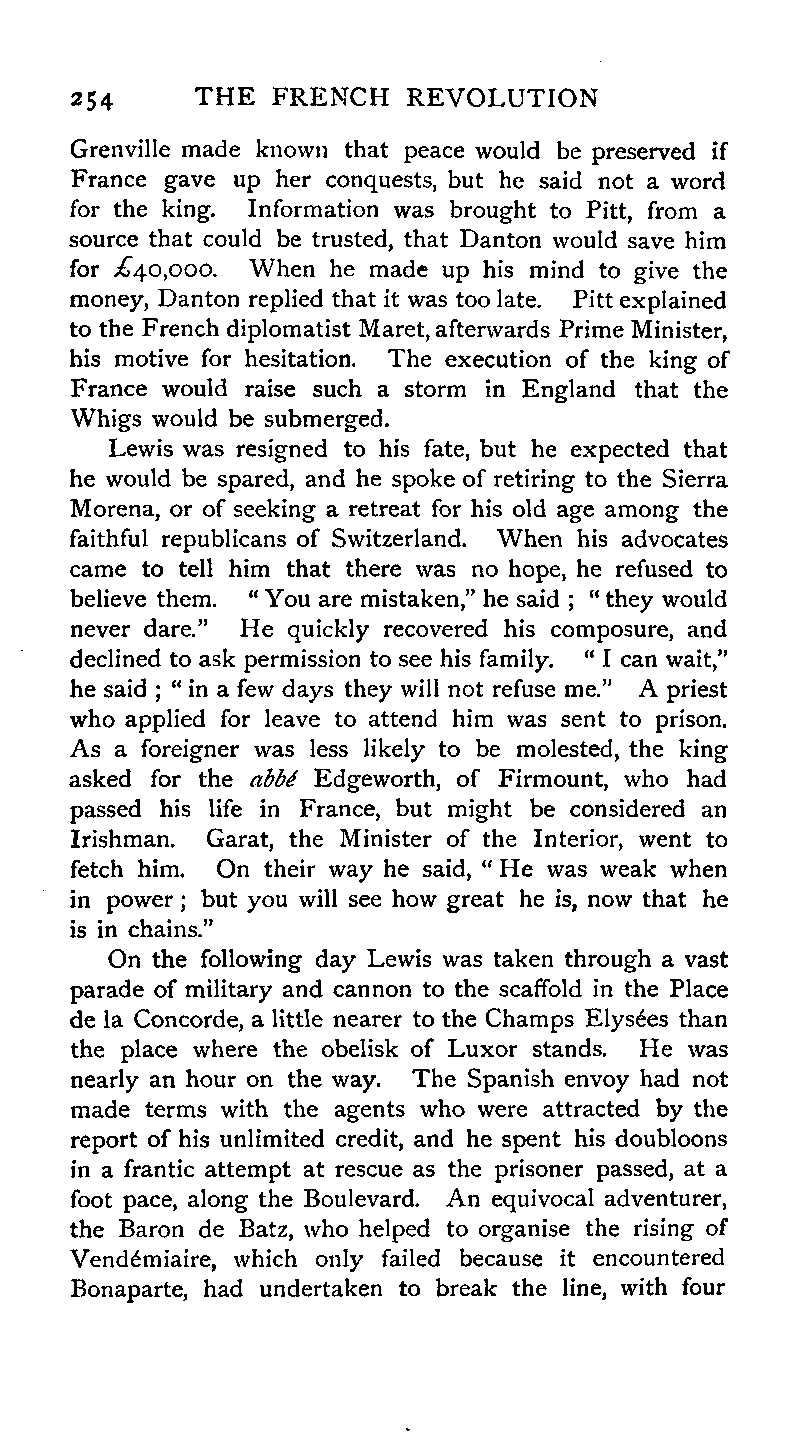 254 THE FRENCH REVOLUTION
Grenville made known that peace would be preserved if
France gave up her conquests, but he said not a word
for the king. Information was brought to Pitt, from a
source that could be trusted, that Danton would save him
for £40,000. When he made up his mind to give the
money, Danton replied that it was too late. Pitt explained
to the French diplomatist Maret, afterwards Prime Minister,
his motive for hesitation. The execution of the king of
France would raise such a storm in England that the
Whigs would be submerged.
Lewis was resigned to his fate, but he expected that
he would be spared, and he spoke of retiring to the Sierra
Morena, or of seeking a retreat for his old age among the
faithful republicans of Switzerland. When his advocates
came to tell him that there was no hope, he refused to
believe them. “ You are mistaken,” he said ; “ they would
never dare.” He quickly recovered his composure, and
declined to ask permission to see his family. “ I can wait,”
he said ; “ in a few days they will not refuse me.” A priest
who applied for leave to attend him was sent to prison.
As a foreigner was less likely to be molested, the king
asked for the abbé Edgeworth, of Firmount, who had
passed his life in France, but might be considered an
Irishman. Garat, the Minister of the Interior, went to
fetch him. On their way he said, “ He was weak when
in power ; but you will see how great he is, now that he
is in chains.”
On the following day Lewis was taken through a vast
parade of military and cannon to the scaffold in the Place
de la Concorde, a little nearer to the Champs Elysées than
the place where the obelisk of Luxor stands. He was
nearly an hour on the way. The Spanish envoy had not
made terms with the agents who were attracted by the
report of his unlimited credit, and he spent his doubloons
in a frantic attempt at rescue as the prisoner passed, at a
foot pace, along the Boulevard. An equivocal adventurer,
the Baron de Batz, who helped to organise the rising of
Vendémiaire, which only failed because it encountered
Bonaparte, had undertaken to break the line, with four